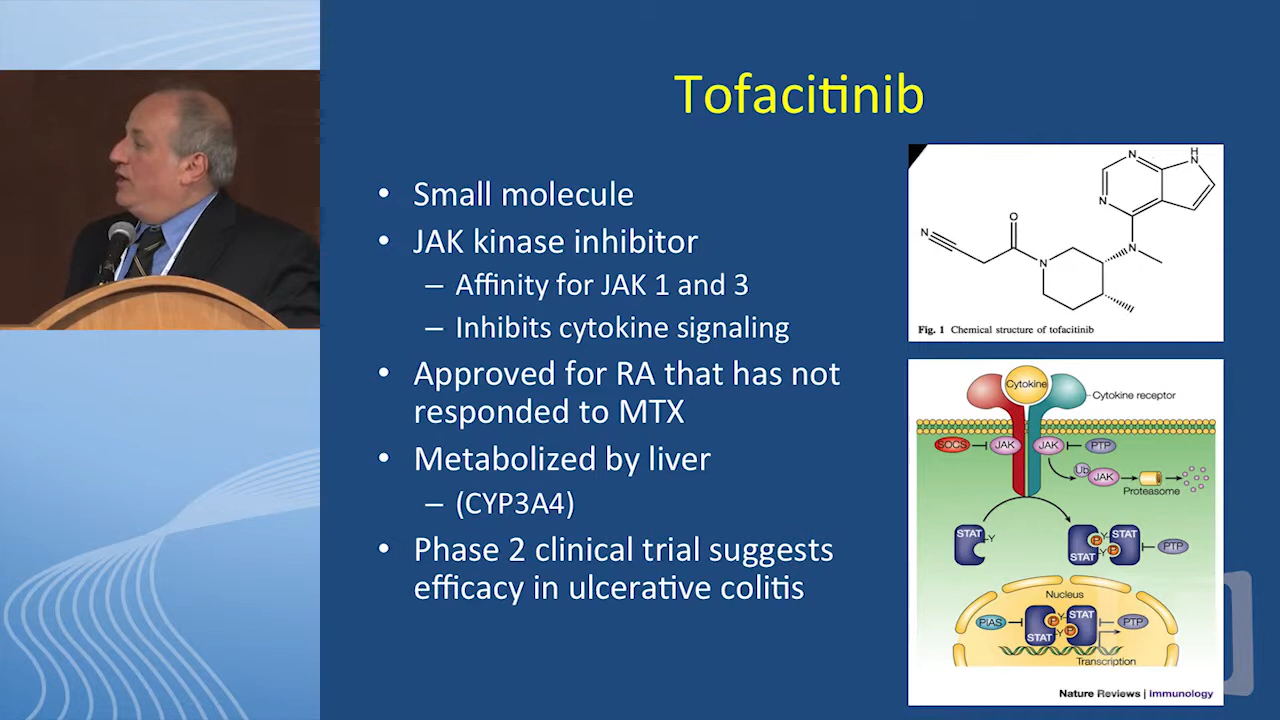 Tofacitinib
• Small molecule
• JAK kinase inhibitor
– Affinity for JAK 1 and 3
– Inhibits cytokine signaling
• Approved for RA that has not
responded to MTX
• Metabolized by liver
– (CYP3A4)
• Phase 2 clinical trial suggests
efficacy in ulcerative colitis
N
H
N
N
O
N
N
N
Fig. 1 Chemical structure of tofacitinib
Cytokine
Cytokine receptor
SOCS
JAK
JAK
PTP
Ub
JAK
Proteasome
STAT
Y
STAT
P
Y
Y
P
STAT
PTP
Nucleus
PIAS
STAT
P
Y
Y
P
STAT
PTP
Transcription
Nature Reviews | Immunology